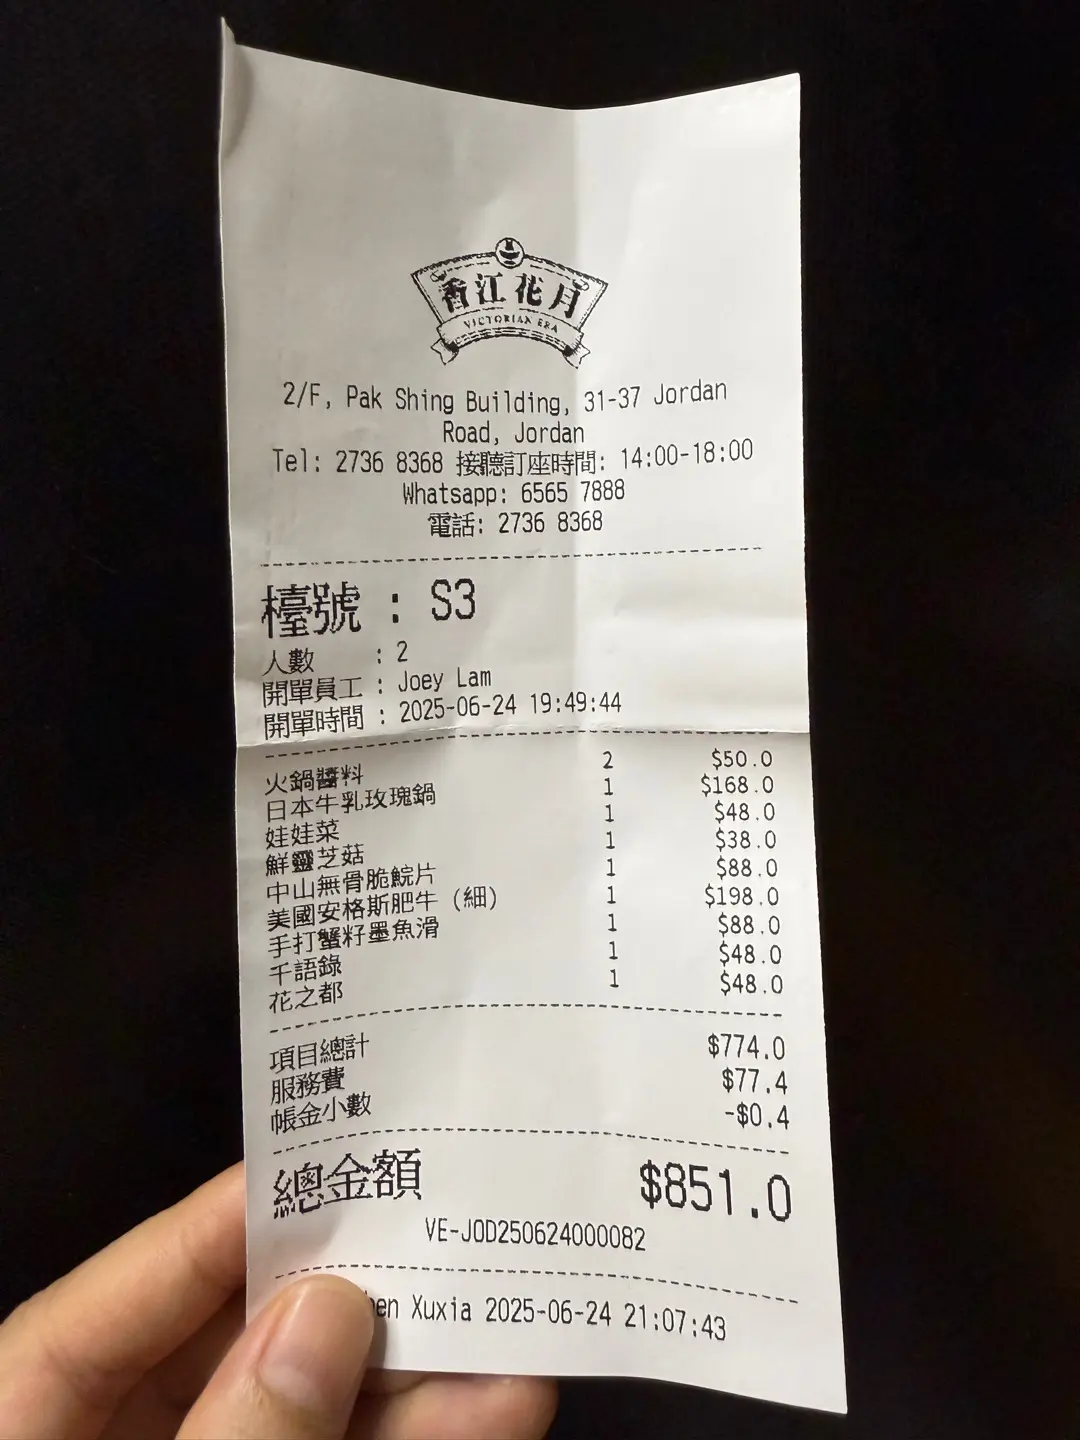 香江花月
VICTORIAN ERA
2/F, Pak Shing Building, 31-37 Jordan
Road, Jordan
Tel: 2736 8368 接聽訂座時間: 14:00-18:00
Whatsapp: 6565 7888
電話: 2736 8368
檯號 : S3
人數 : 2
開單員工 : Joey Lam
開單時間 : 2025-06-24 19:49:44
火鍋醬料 2 $50.0
日本牛乳玫瑰鍋 1 $168.0
娃娃菜 1 $48.0
鮮靈芝菇 1 $38.0
中山無骨脆鯇片 1 $88.0
美國安格斯肥牛 (細) 1 $198.0
手打蟹籽墨魚滑 1 $88.0
千語錄 1 $48.0
花之都 1 $48.0
項目總計 $774.0
服務費 $77.4
帳金小數 -$0.4
總金額 $851.0
VE-JOD250624000082
Xuxia 2025-06-24 21:07:43